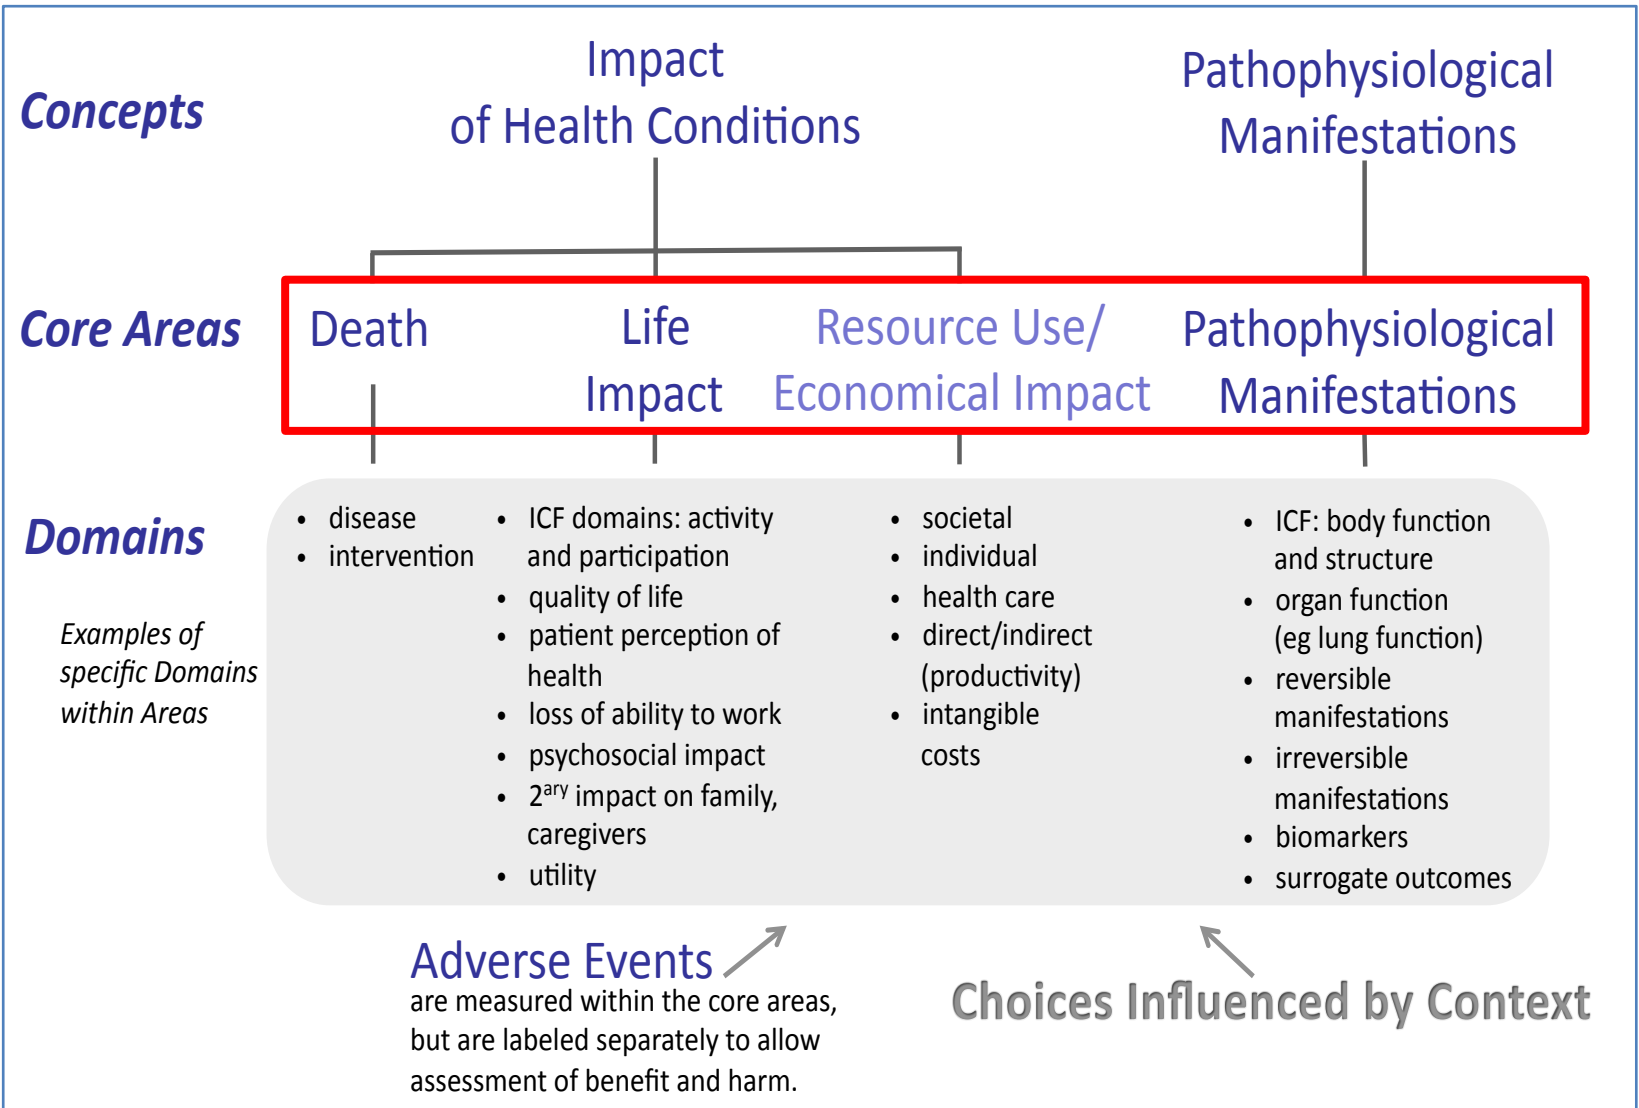 Concepts
Impact
of Health Conditions
Pathophysiological
Manifestations
Core Areas
Death
Life
Impact
Resource Use/
Economical Impact
Pathophysiological
Manifestations
Domains
Examples of
specific Domains
within Areas
• disease
• intervention
• ICF domains: activity
and participation
• quality of life
• patient perception of
health
• loss of ability to work
• psychosocial impact
• 2ary impact on family,
caregivers
• utility
• societal
• individual
• health care
• direct/indirect
(productivity)
• intangible
costs
• ICF: body function
and structure
• organ function
(eg lung function)
• reversible
manifestations
• irreversible
manifestations
• biomarkers
• surrogate outcomes
Adverse Events
are measured within the core areas,
but are labeled separately to allow
assessment of benefit and harm.
Choices Influenced by Context